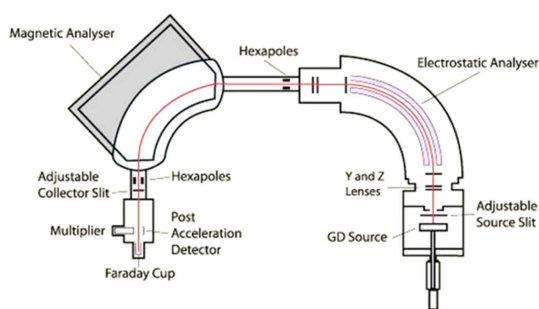 Magnetic Analyser
Hexapoles
Electrostatic Analyser
Adjustable
Collector Slit
Hexapoles
Y and Z
Lenses
Adjustable
Source Slit
Multiplier
Post
Acceleration
Detector
GD Source
Faraday Cup